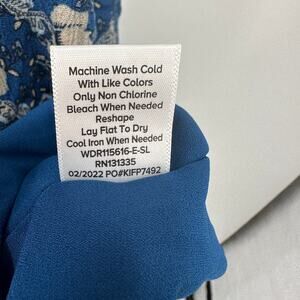 Machine Wash Cold
With Like Colors
Only Non Chlorine
Bleach When Needed
Reshape
Lay Flat To Dry
Cool Iron When Needed
WDR115616-E-SL
RN131335
02/2022 PO#KIFP7492